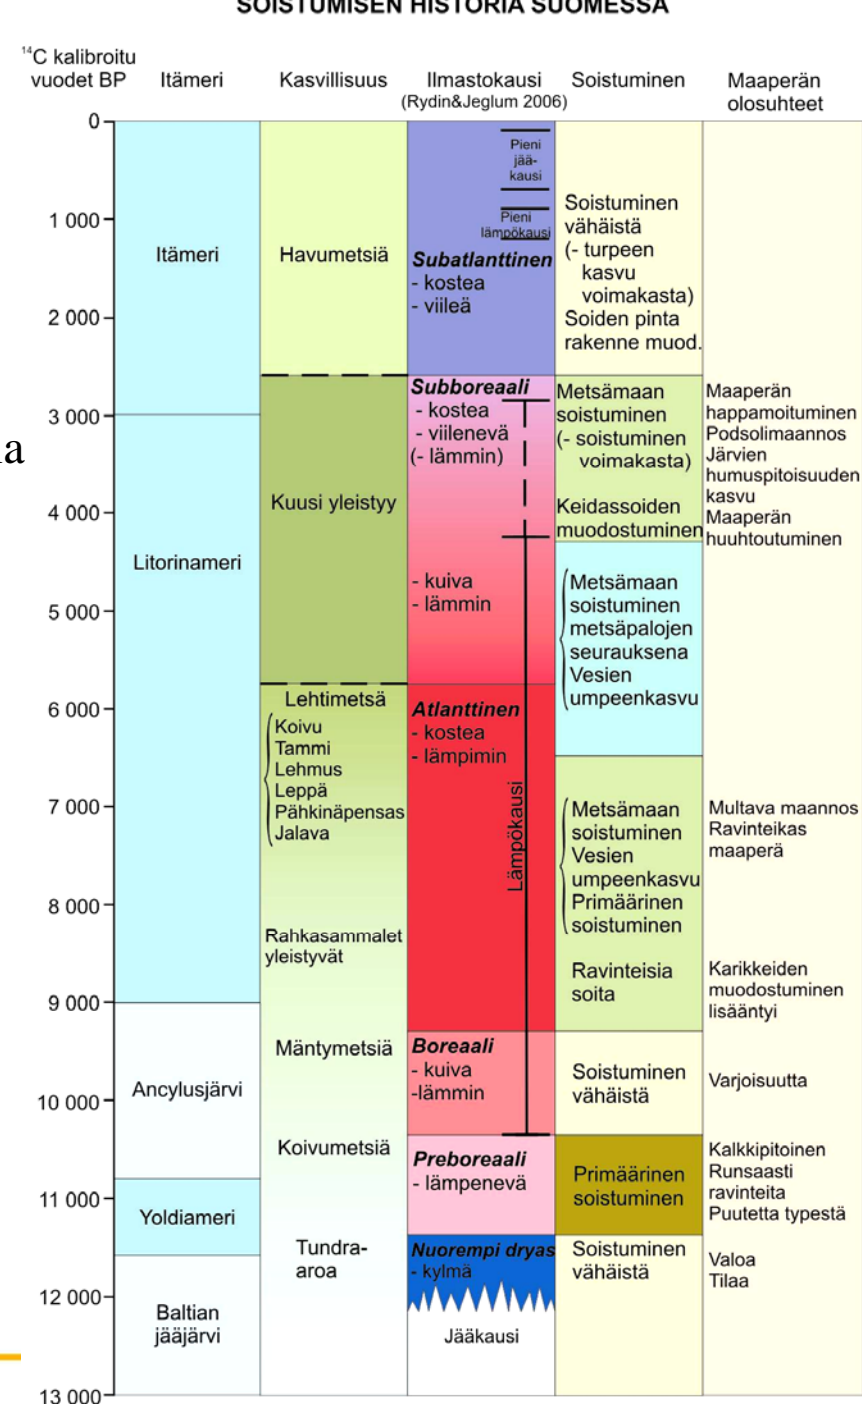 SOISTUMISEN HISTORIA SUOMESSA
14C kalibroitu
vuodet BP
Itämeri
Kasvillisuus
Ilmastokausi
(Rydin&Jeglum 2006)
Soistuminen
Maaperän
olosuhteet
0
1 000
2 000
3 000
4 000
5 000
6 000
7 000
8 000
9 000
10 000
11 000
12 000
13 000
Itämeri
Litorinameri
Ancylusjärvi
Yoldiameri
Baltian
jääjärvi
Havumetsiä
Kuusi yleistyy
Lehtimetsä
Koivu
Tammi
Lehmus
Leppä
Pähkinäpensas
Jalava
Rahkasammalet
yleistyvät
Mäntymetsiä
Koivumetsiä
Tundra-
aroa
Pieni
jää-
kausi
Pieni
lämpökausi
Subatlanttinen
- kostea
- viileä
Subboreaali
- kostea
- viilenevä
(- lämmin)
- kuiva
- lämmin
Atlanttinen
- kostea
- lämpimin
Lämpökausi
Boreaali
- kuiva
-lämmin
Preboreaali
- lämpenevä
Nuorempi dryas
- kylmä
Jääkausi
Soistuminen
vähäistä
(- turpeen
kasvu
voimakasta)
Soiden pinta
rakenne muod.
Metsämaan
soistuminen
(- soistuminen
voimakasta)
Keidassoiden
muodostuminen
Metsämaan
soistuminen
metsäpalojen
seurauksena
Vesien
umpeenkasvu
Metsämaan
soistuminen
Vesien
umpeenkasvu
Primäärinen
soistuminen
Ravinteisia
soita
Soistuminen
vähäistä
Primäärinen
soistuminen
Soistuminen
vähäistä
Maaperän
happamoituminen
Podsolimaannos
Järvien
humuspitoisuuden
kasvu
Maaperän
huuhtoutuminen
Multava maannos
Ravinteikas
maaperä
Karikkeiden
muodostuminen
lisääntyi
Varjoisuutta
Kalkkipitoinen
Runsaasti
ravinteita
Puutetta typestä
Valoa
Tilaa